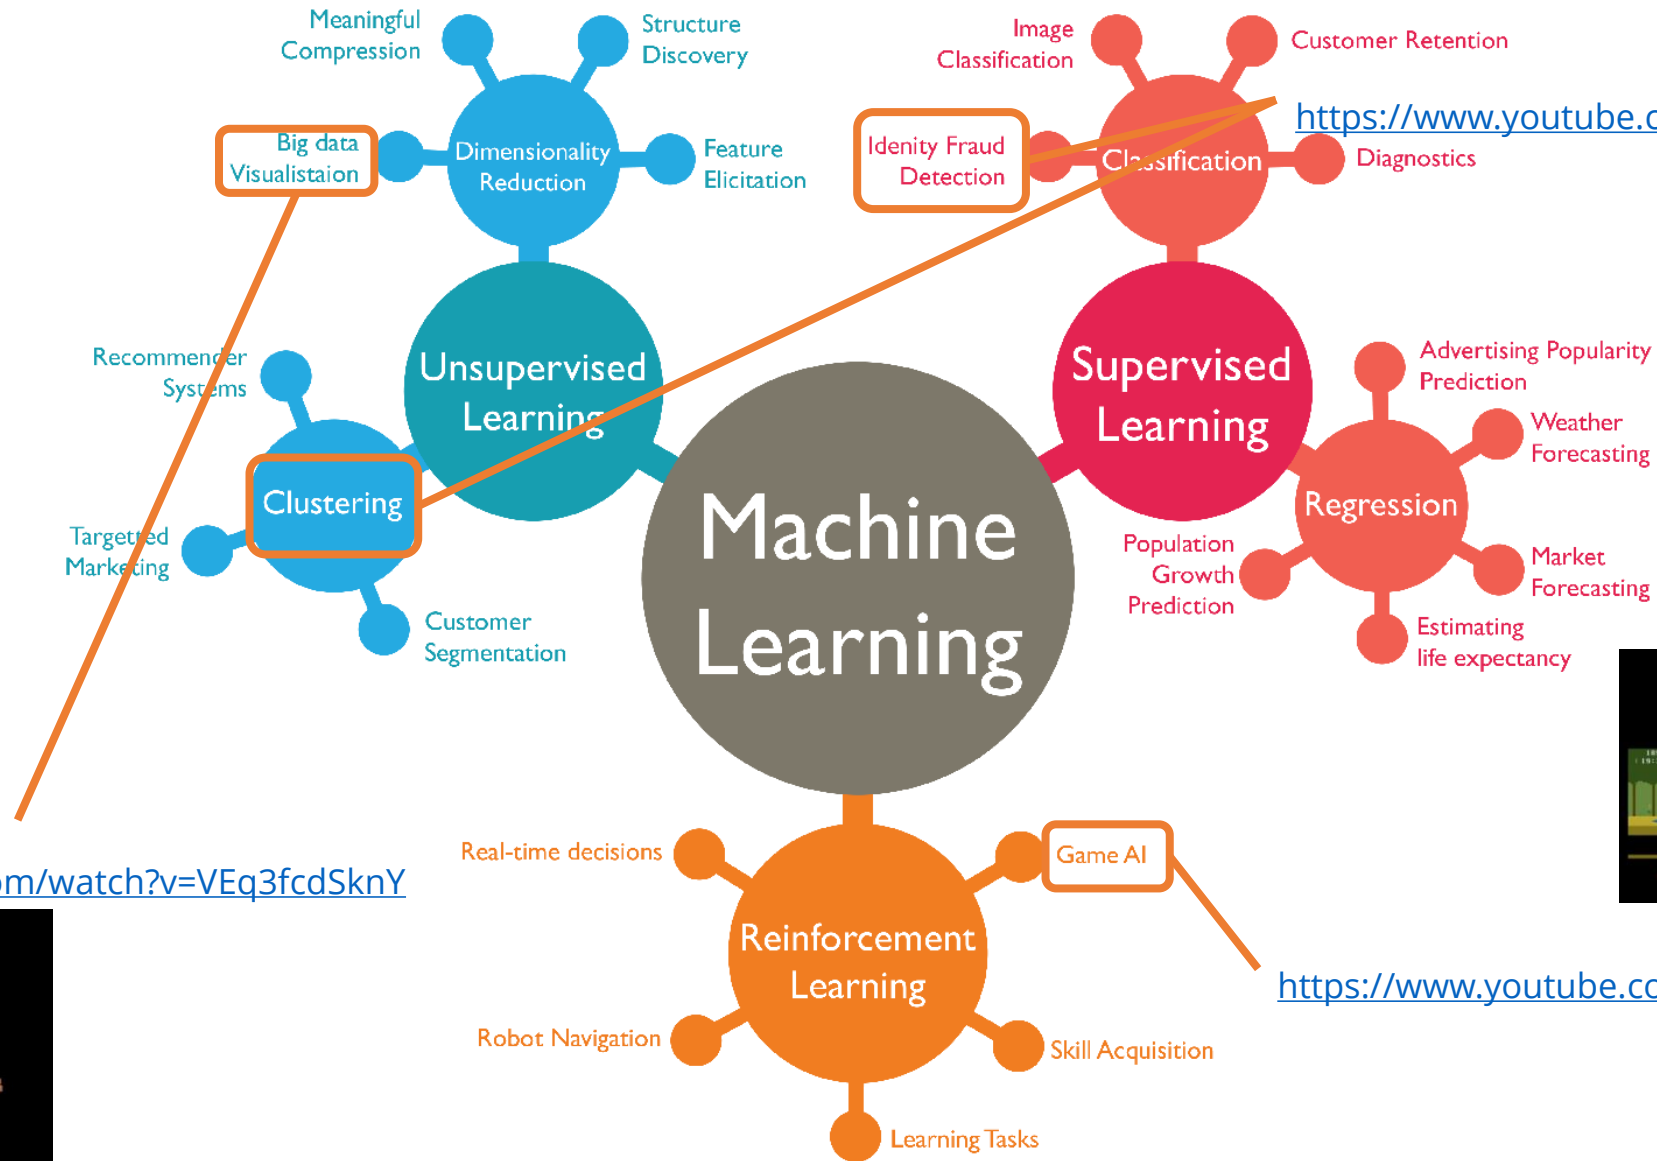 Meaningful
Compression
Structure
Discovery
Big data
Visualistaion
Dimensionality
Reduction
Feature
Elicitation
Image
Classification
Customer Retention
https://www.youtube.c
Idenity Fraud
Detection
Classification
Diagnostics
Unsupervised
Learning
Supervised
Learning
Recommender
Systems
Clustering
Targetted
Marketing
Customer
Segmentation
Machine
Learning
Advertising Popularity
Prediction
Weather
Forecasting
Regression
Population
Growth
Prediction
Market
Forecasting
Estimating
life expectancy
om/watch?v=VEq3fcdSknY
Real-time decisions
Game AI
Reinforcement
Learning
https://www.youtube.co
Robot Navigation
Skill Acquisition
Learning Tasks